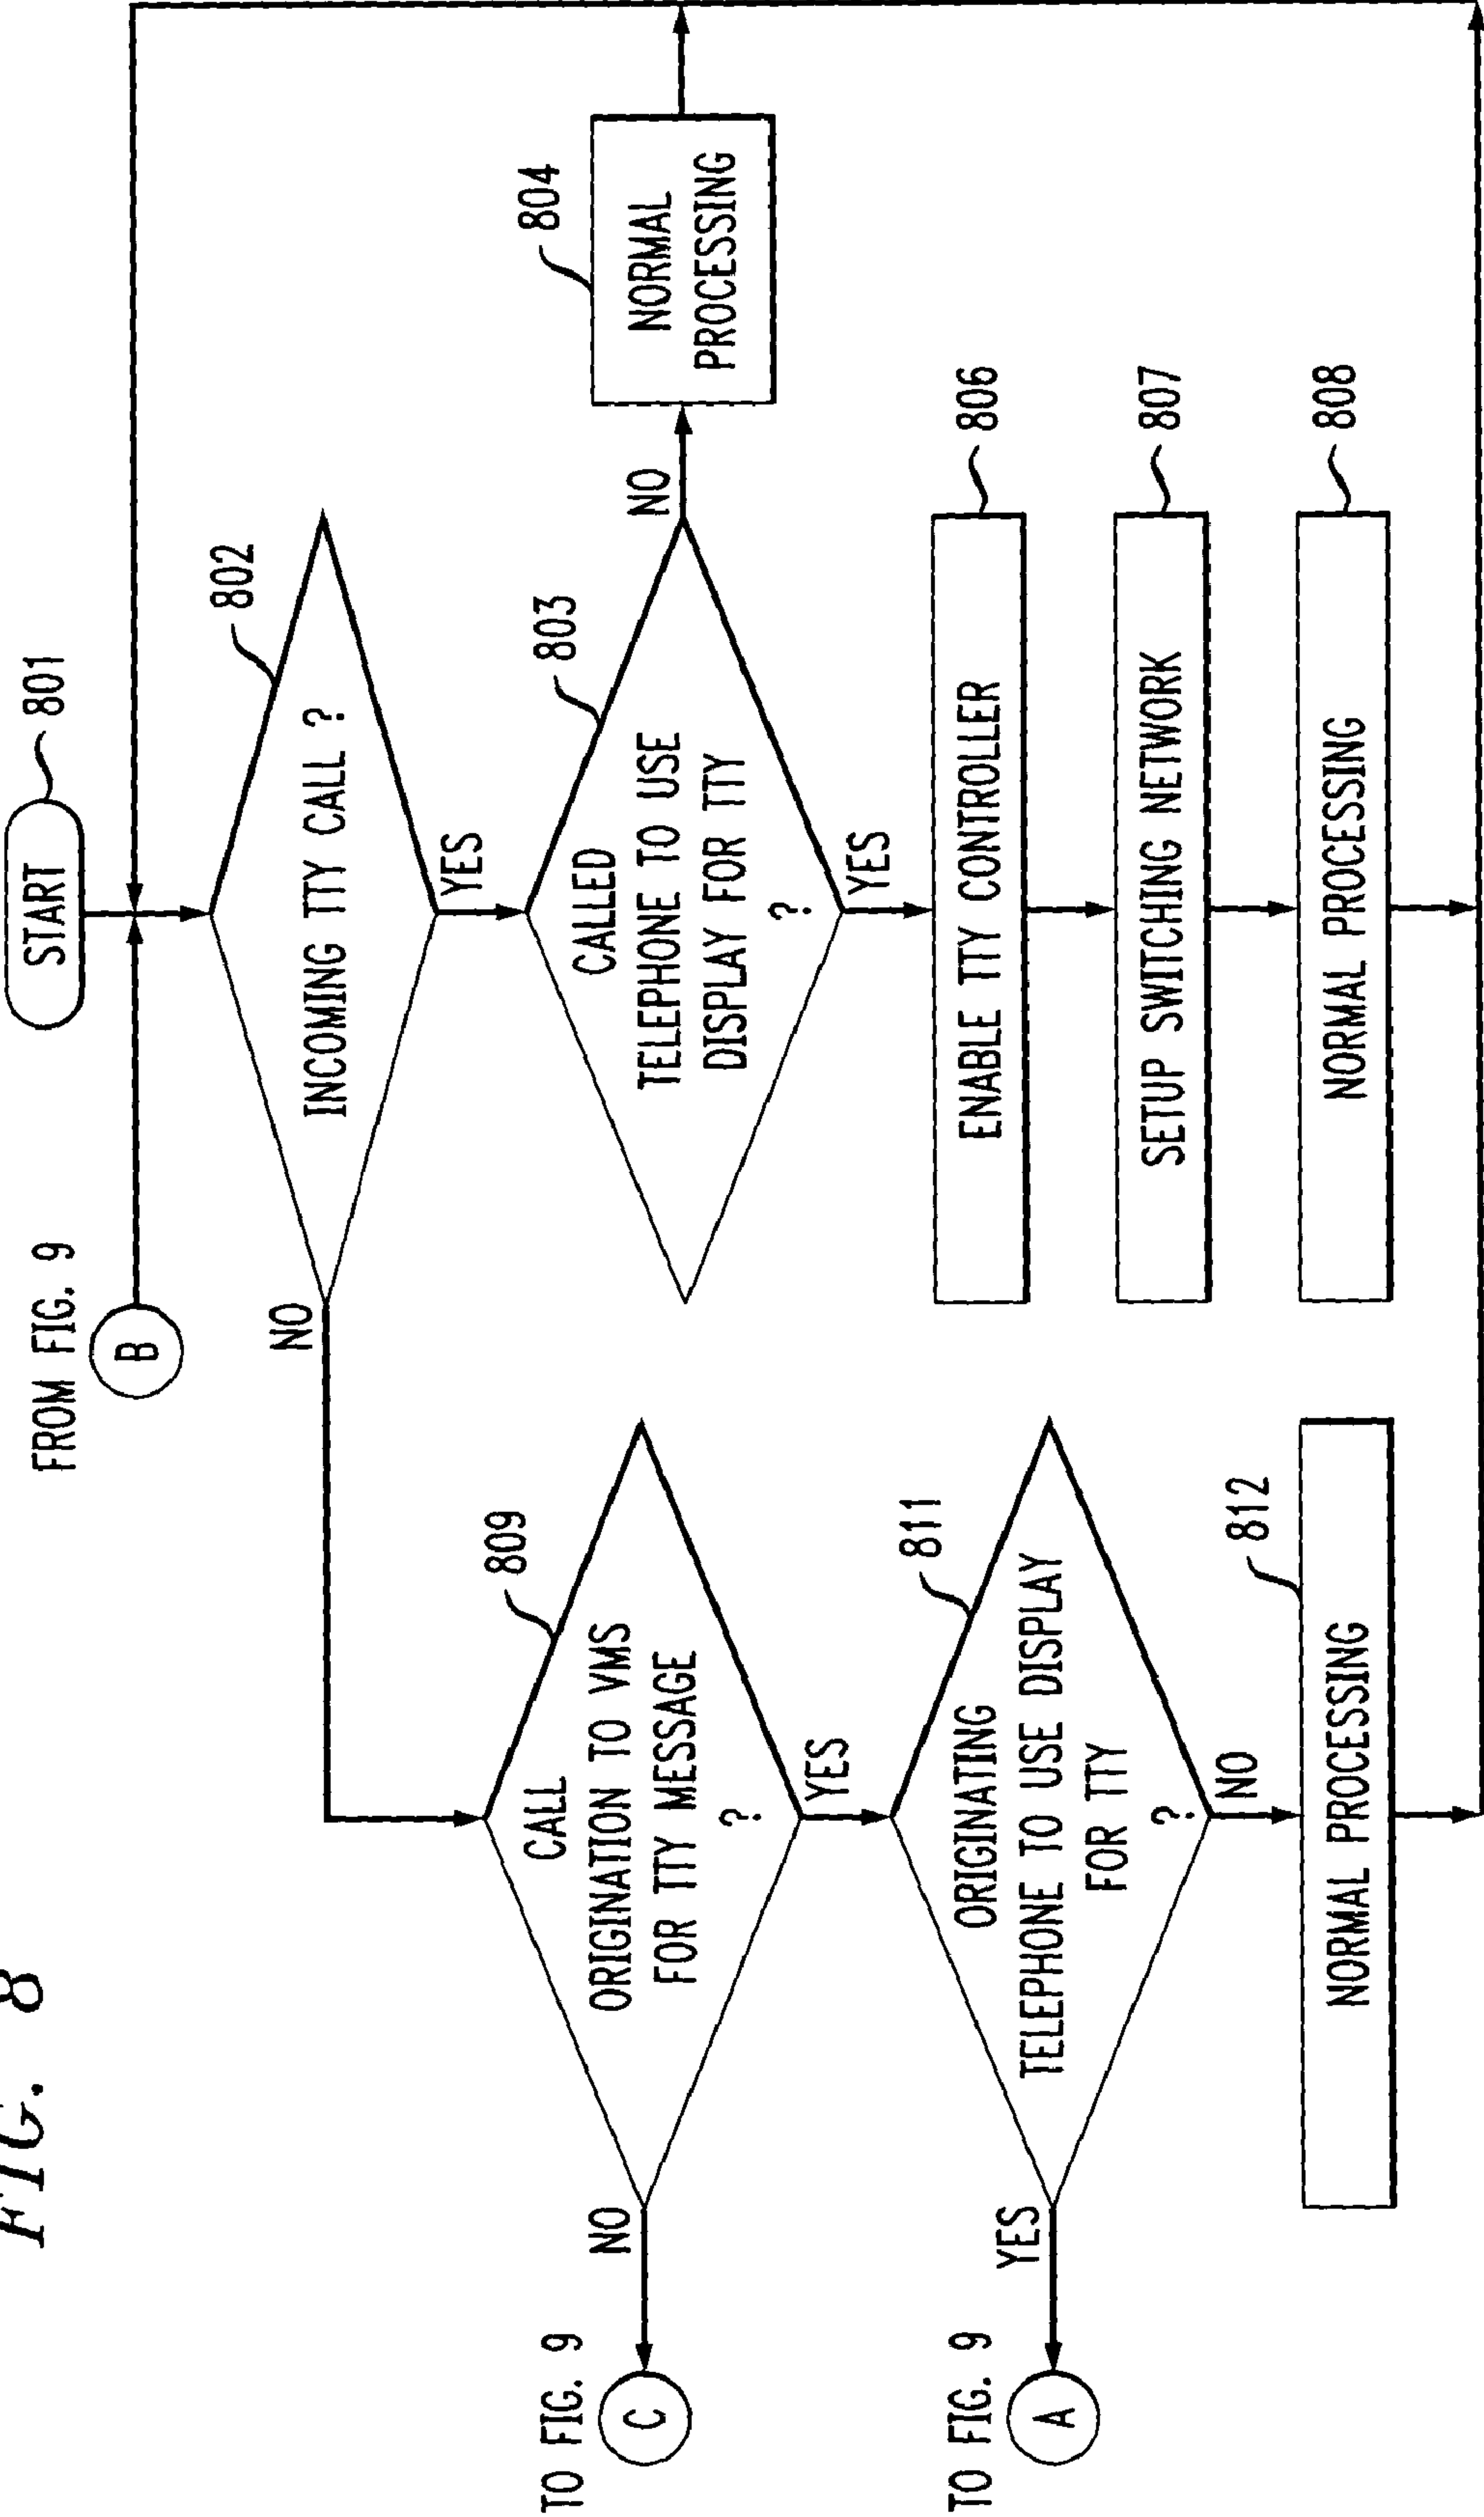 FIG. 8
START
801
FROM FIG. 9
B
INCOMING TTY CALL ?
802
NO
YES
CALLED
TELEPHONE TO USE
DISPLAY FOR TTY
?
803
NO
NORMAL
PROCESSING
804
YES
ENABLE TTY CONTROLLER
806
SETUP SWITCHING NETWORK
807
NORMAL PROCESSING
808
CALL
ORIGINATION TO VMS
FOR TTY MESSAGE
?
809
NO
TO FIG. 9
C
YES
ORIGINATING
TELEPHONE TO USE DISPLAY
FOR TTY
?
811
YES
TO FIG. 9
A
NO
NORMAL PROCESSING
812